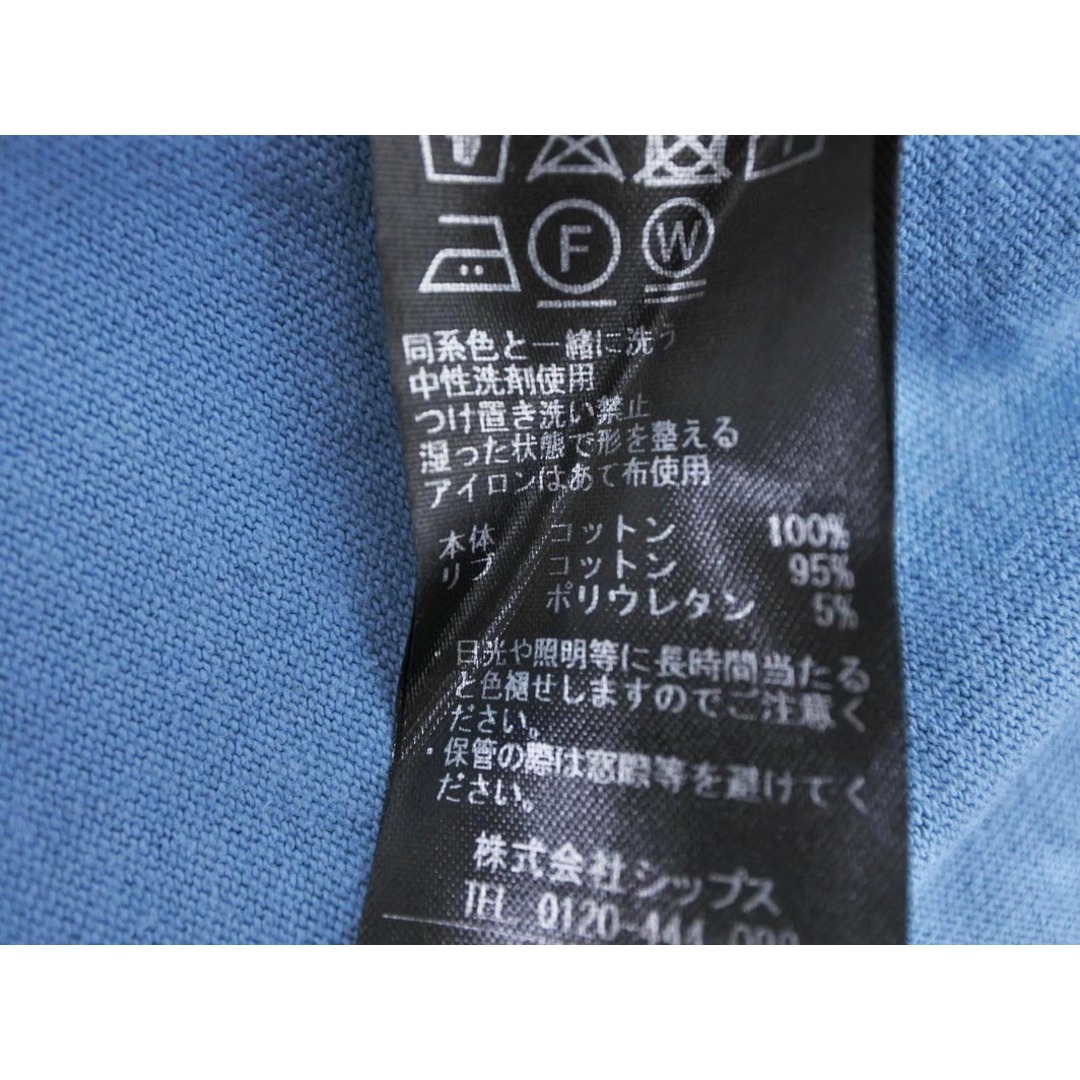 F W
同系色と一緒に洗う
中性洗剤使用
つけ置き洗い禁止
湿った状態で形を整える
アイロンはあて布使用
本体 コットン 100%
リブ コットン 95%
ポリウレタン 5%
・日光や照明等に長時間当たる
と色褪せしますのでご注意く
ださい。
・保管の際は窓際等を避けてく
ださい。
株式会社シップス
TEL 0120-444